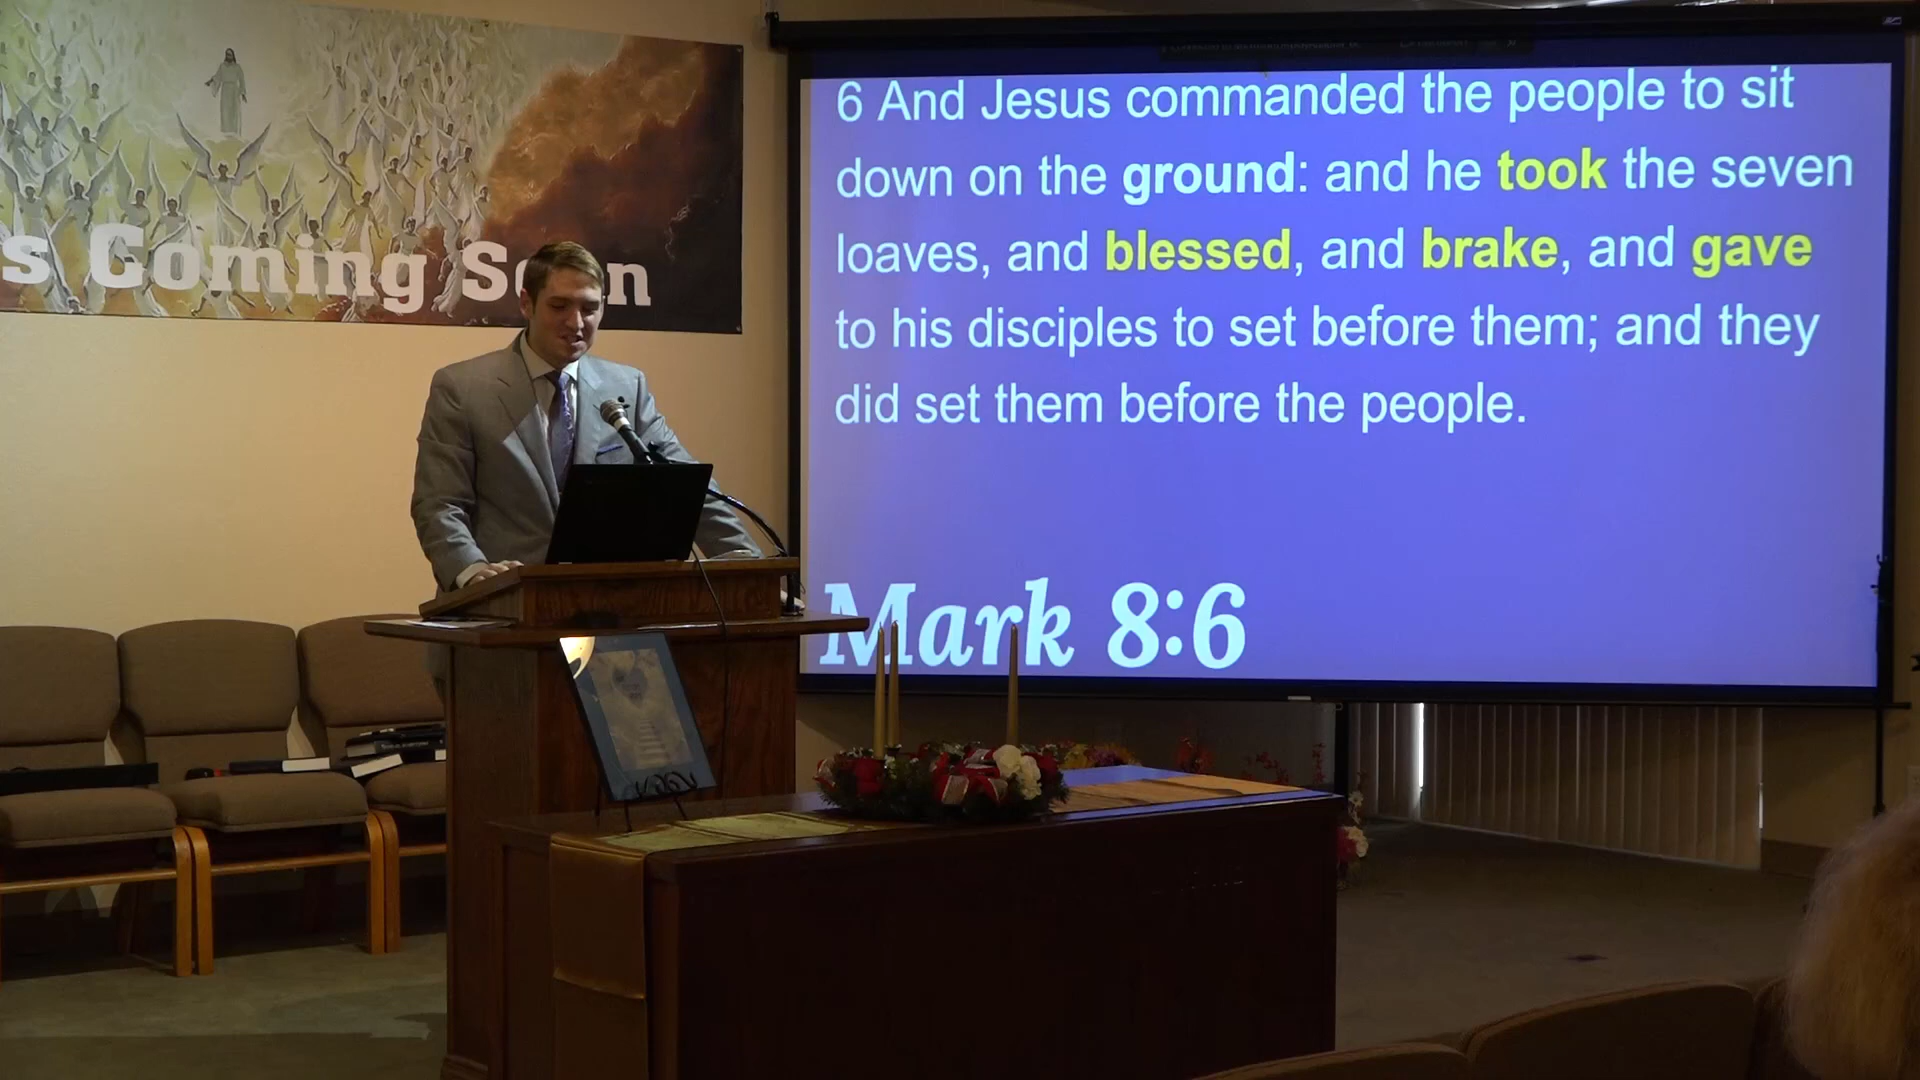 s Coming S n
6 And Jesus commanded the people to sit
down on the ground: and he took the seven
loaves, and blessed, and brake, and gave
to his disciples to set before them; and they
did set them before the people.
Mark 8:6